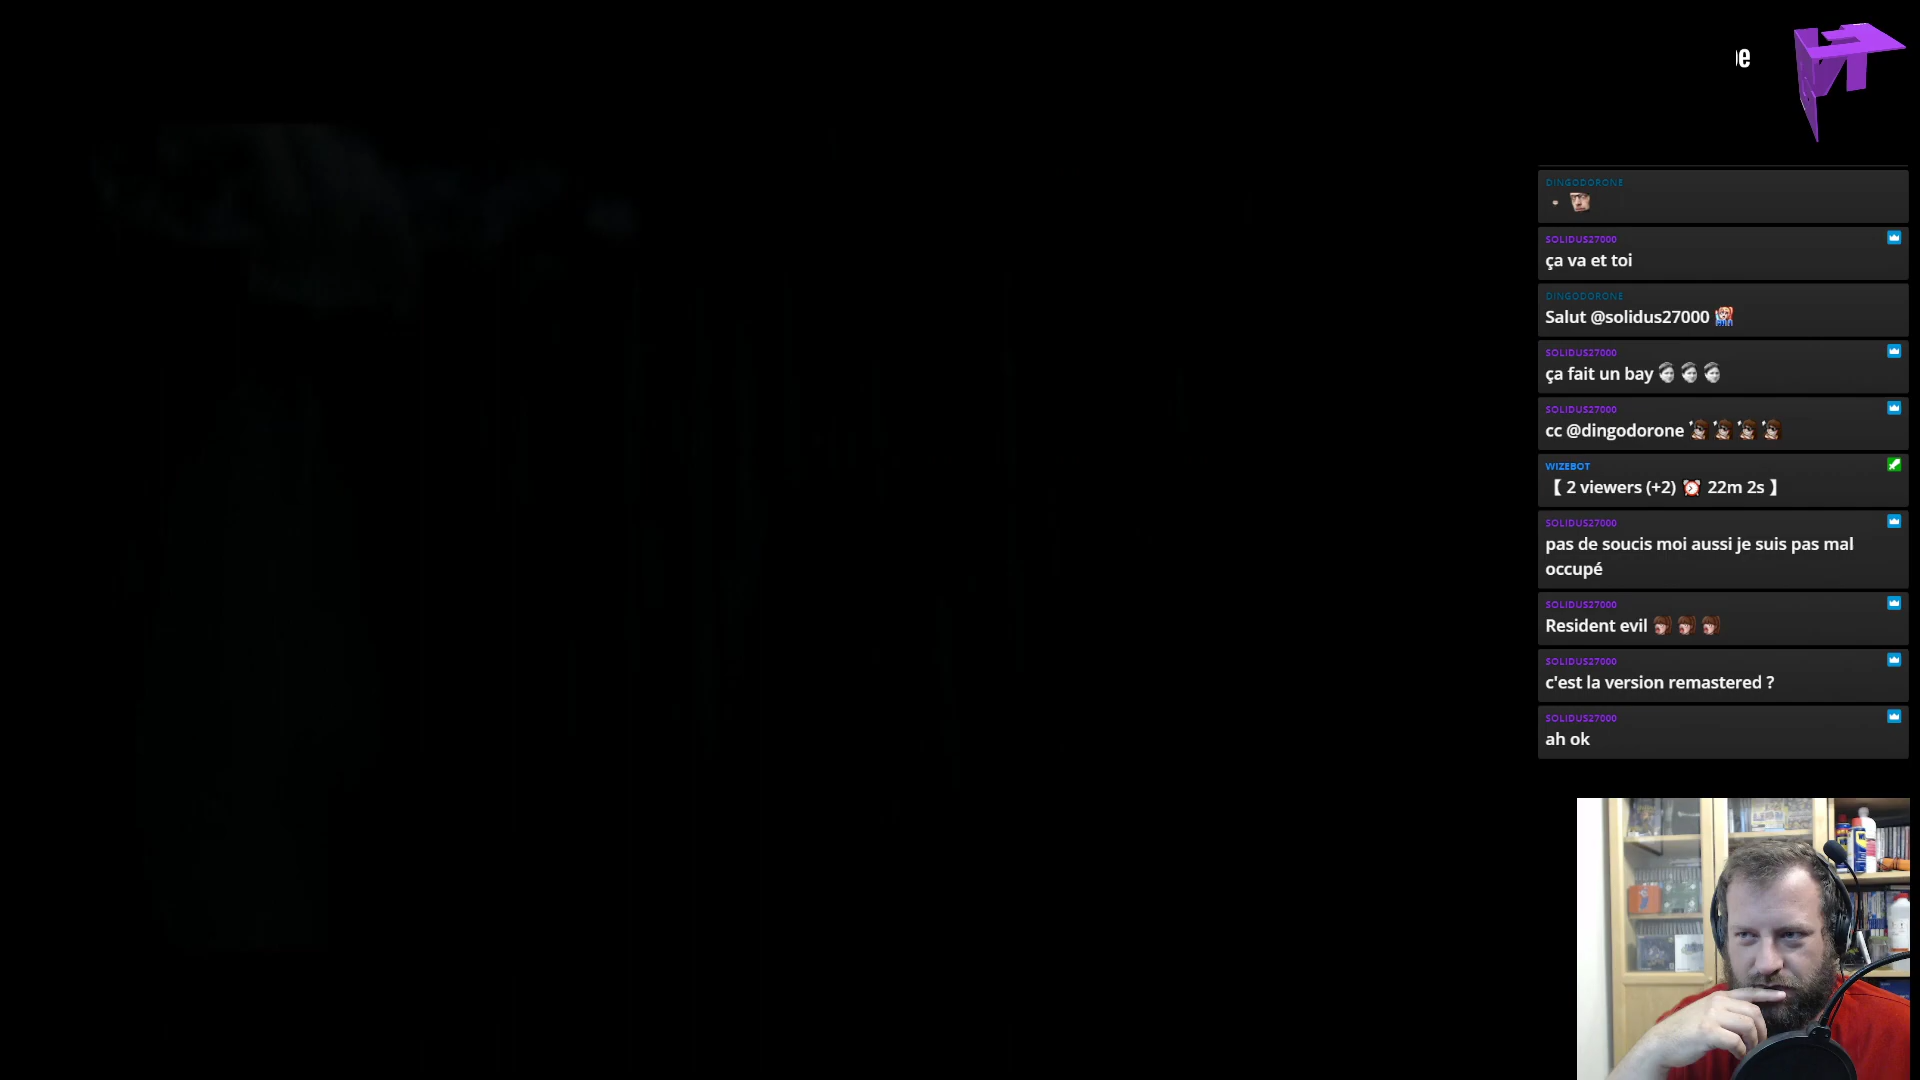 e
DINGODORONE
SOLIDUS27000
ça va et toi
DINGODORONE
Salut @solidus27000
SOLIDUS27000
ça fait un bay
SOLIDUS27000
cc @dingodorone
WIZEBOT
【 2 viewers (+2) ⏰ 22m 2s 】
SOLIDUS27000
pas de soucis moi aussi je suis pas mal
occupé
SOLIDUS27000
Resident evil
SOLIDUS27000
c'est la version remastered ?
SOLIDUS27000
ah ok